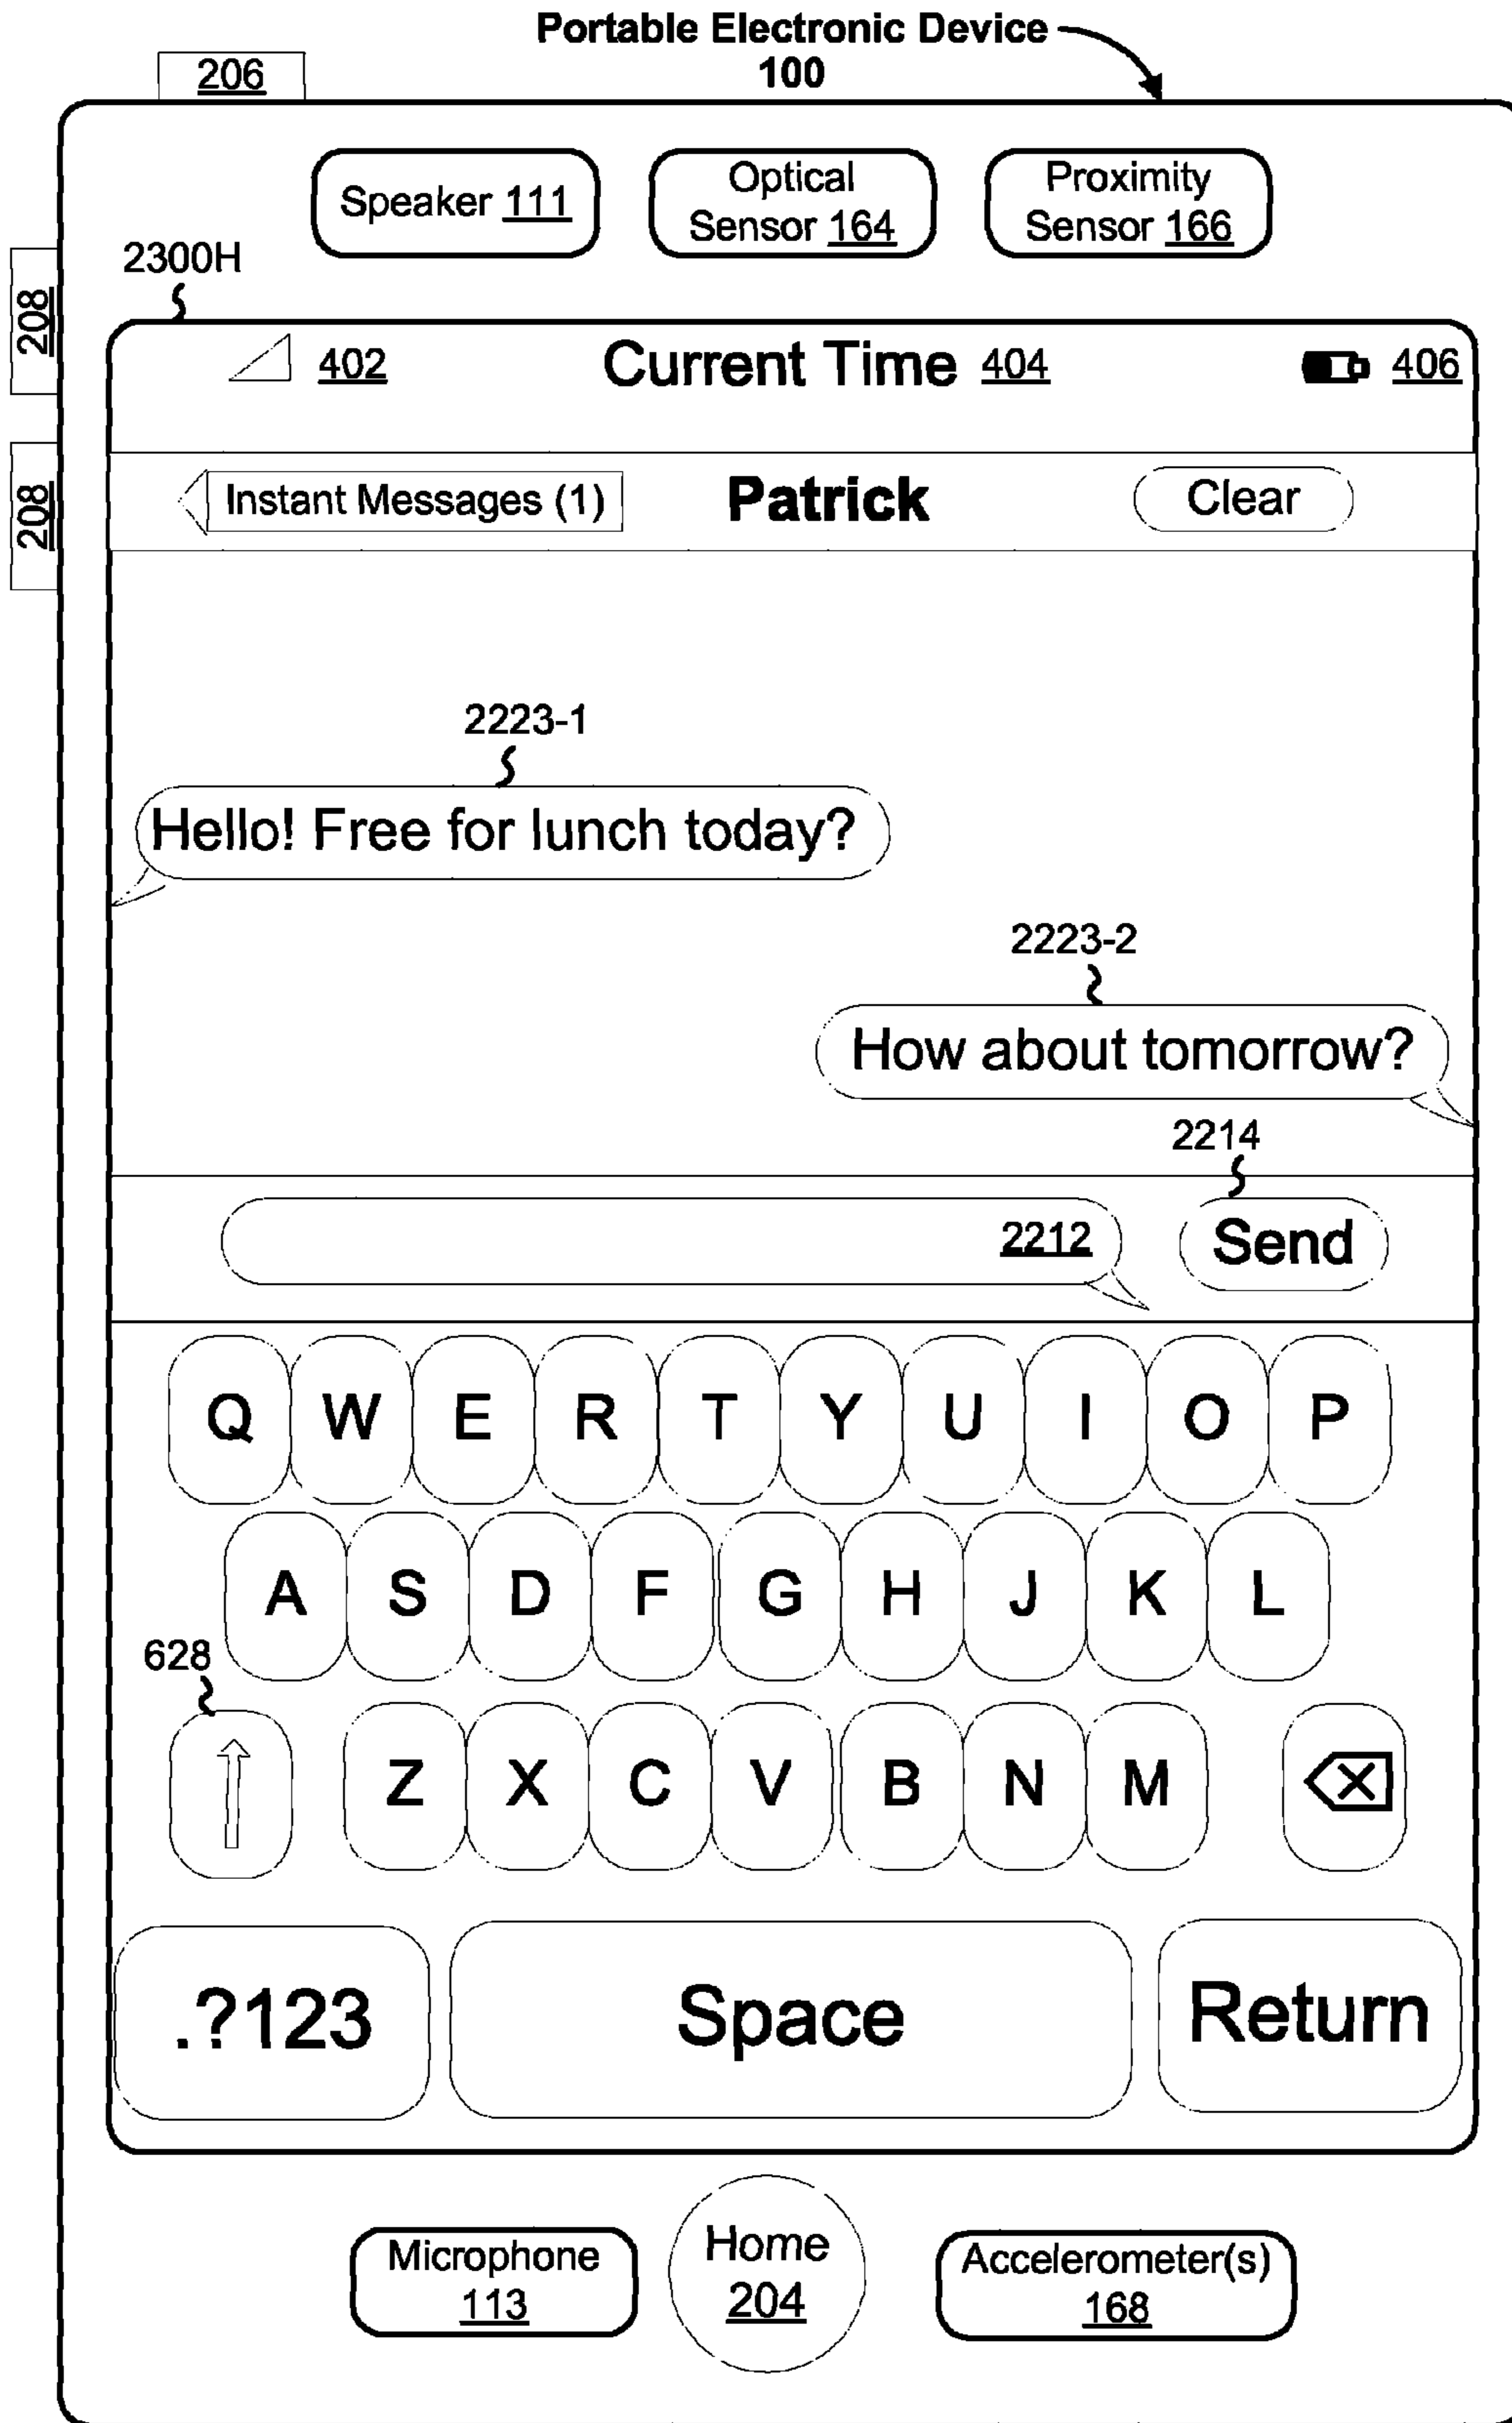 Portable Electronic Device
100
206
Speaker 111
Optical
Sensor 164
Proximity
Sensor 166
2300H
208
208
402
Current Time 404
406
Instant Messages (1)
Patrick
Clear
2223-1
Hello! Free for lunch today?
2223-2
How about tomorrow?
2214
2212
Send
Q W E R T Y U I O P
A S D F G H J K L
628
Z X C V B N M
.?123
Space
Return
Microphone
113
Home
204
Accelerometer(s)
168